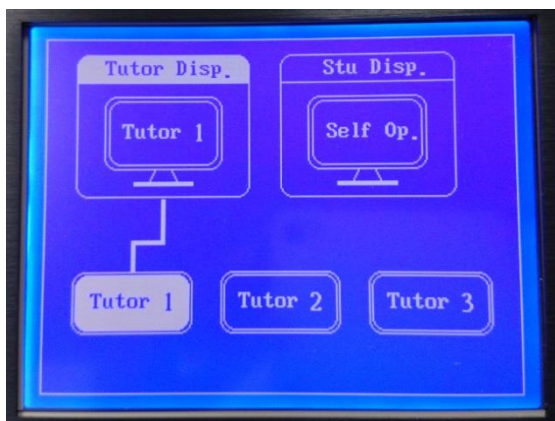 Tutor Disp.
Stu Disp.
Tutor 1
Self Op.
Tutor 1
Tutor 2
Tutor 3